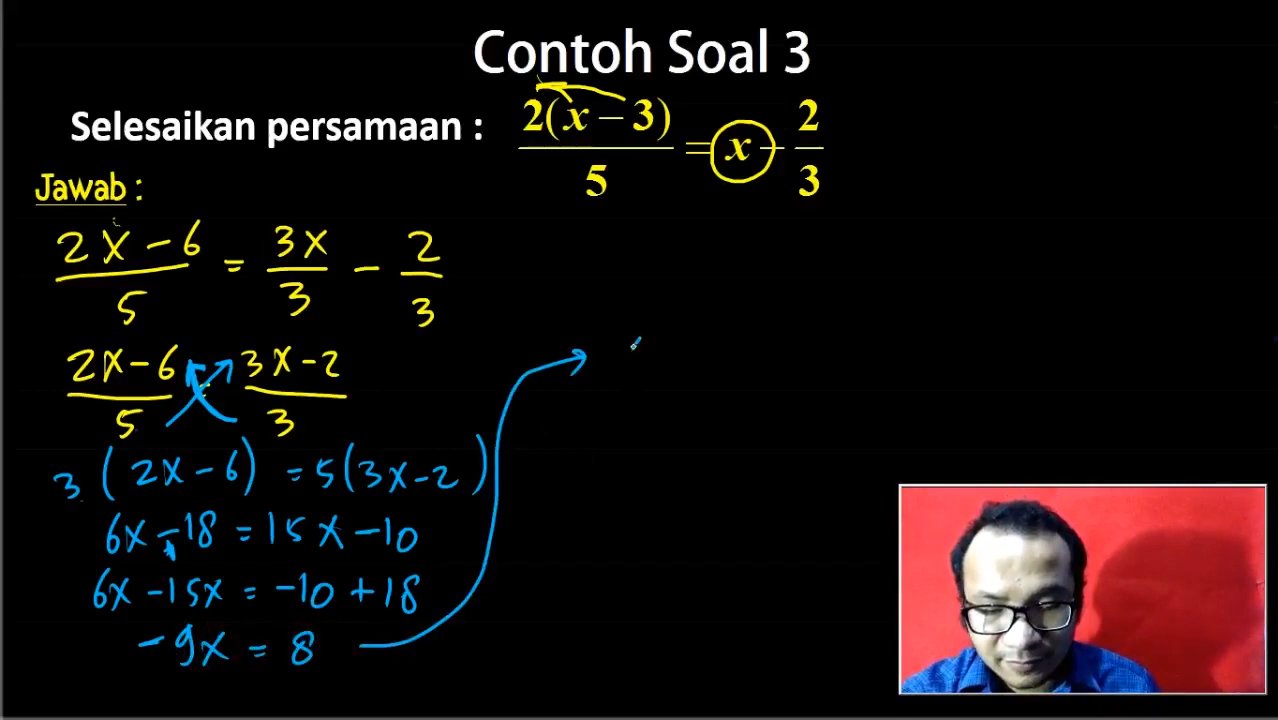 Contoh Soal 3
Selesaikan persamaan : 2(x − 3)/5 = x − 2/3
Jawab :
2x − 6/5 = 3x/3 − 2/3
2x − 6/5 = 3x − 2/3
3 (2x − 6) = 5(3x − 2)
6x − 18 = 15x − 10
6x − 15x = −10 + 18
−9x = 8